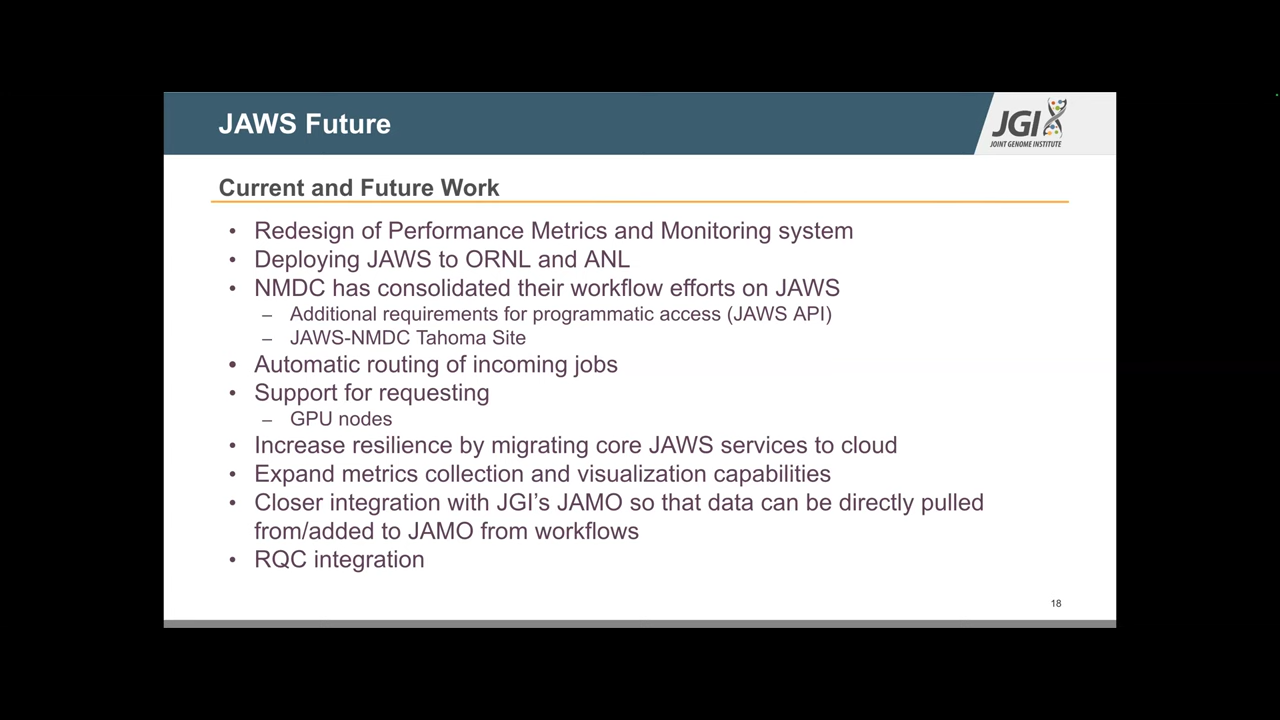 JAWS Future
JGI
JOINT GENOME INSTITUTE
Current and Future Work
• Redesign of Performance Metrics and Monitoring system
• Deploying JAWS to ORNL and ANL
• NMDC has consolidated their workflow efforts on JAWS
– Additional requirements for programmatic access (JAWS API)
– JAWS-NMDC Tahoma Site
• Automatic routing of incoming jobs
• Support for requesting
– GPU nodes
• Increase resilience by migrating core JAWS services to cloud
• Expand metrics collection and visualization capabilities
• Closer integration with JGI’s JAMO so that data can be directly pulled
from/added to JAMO from workflows
• RQC integration
18